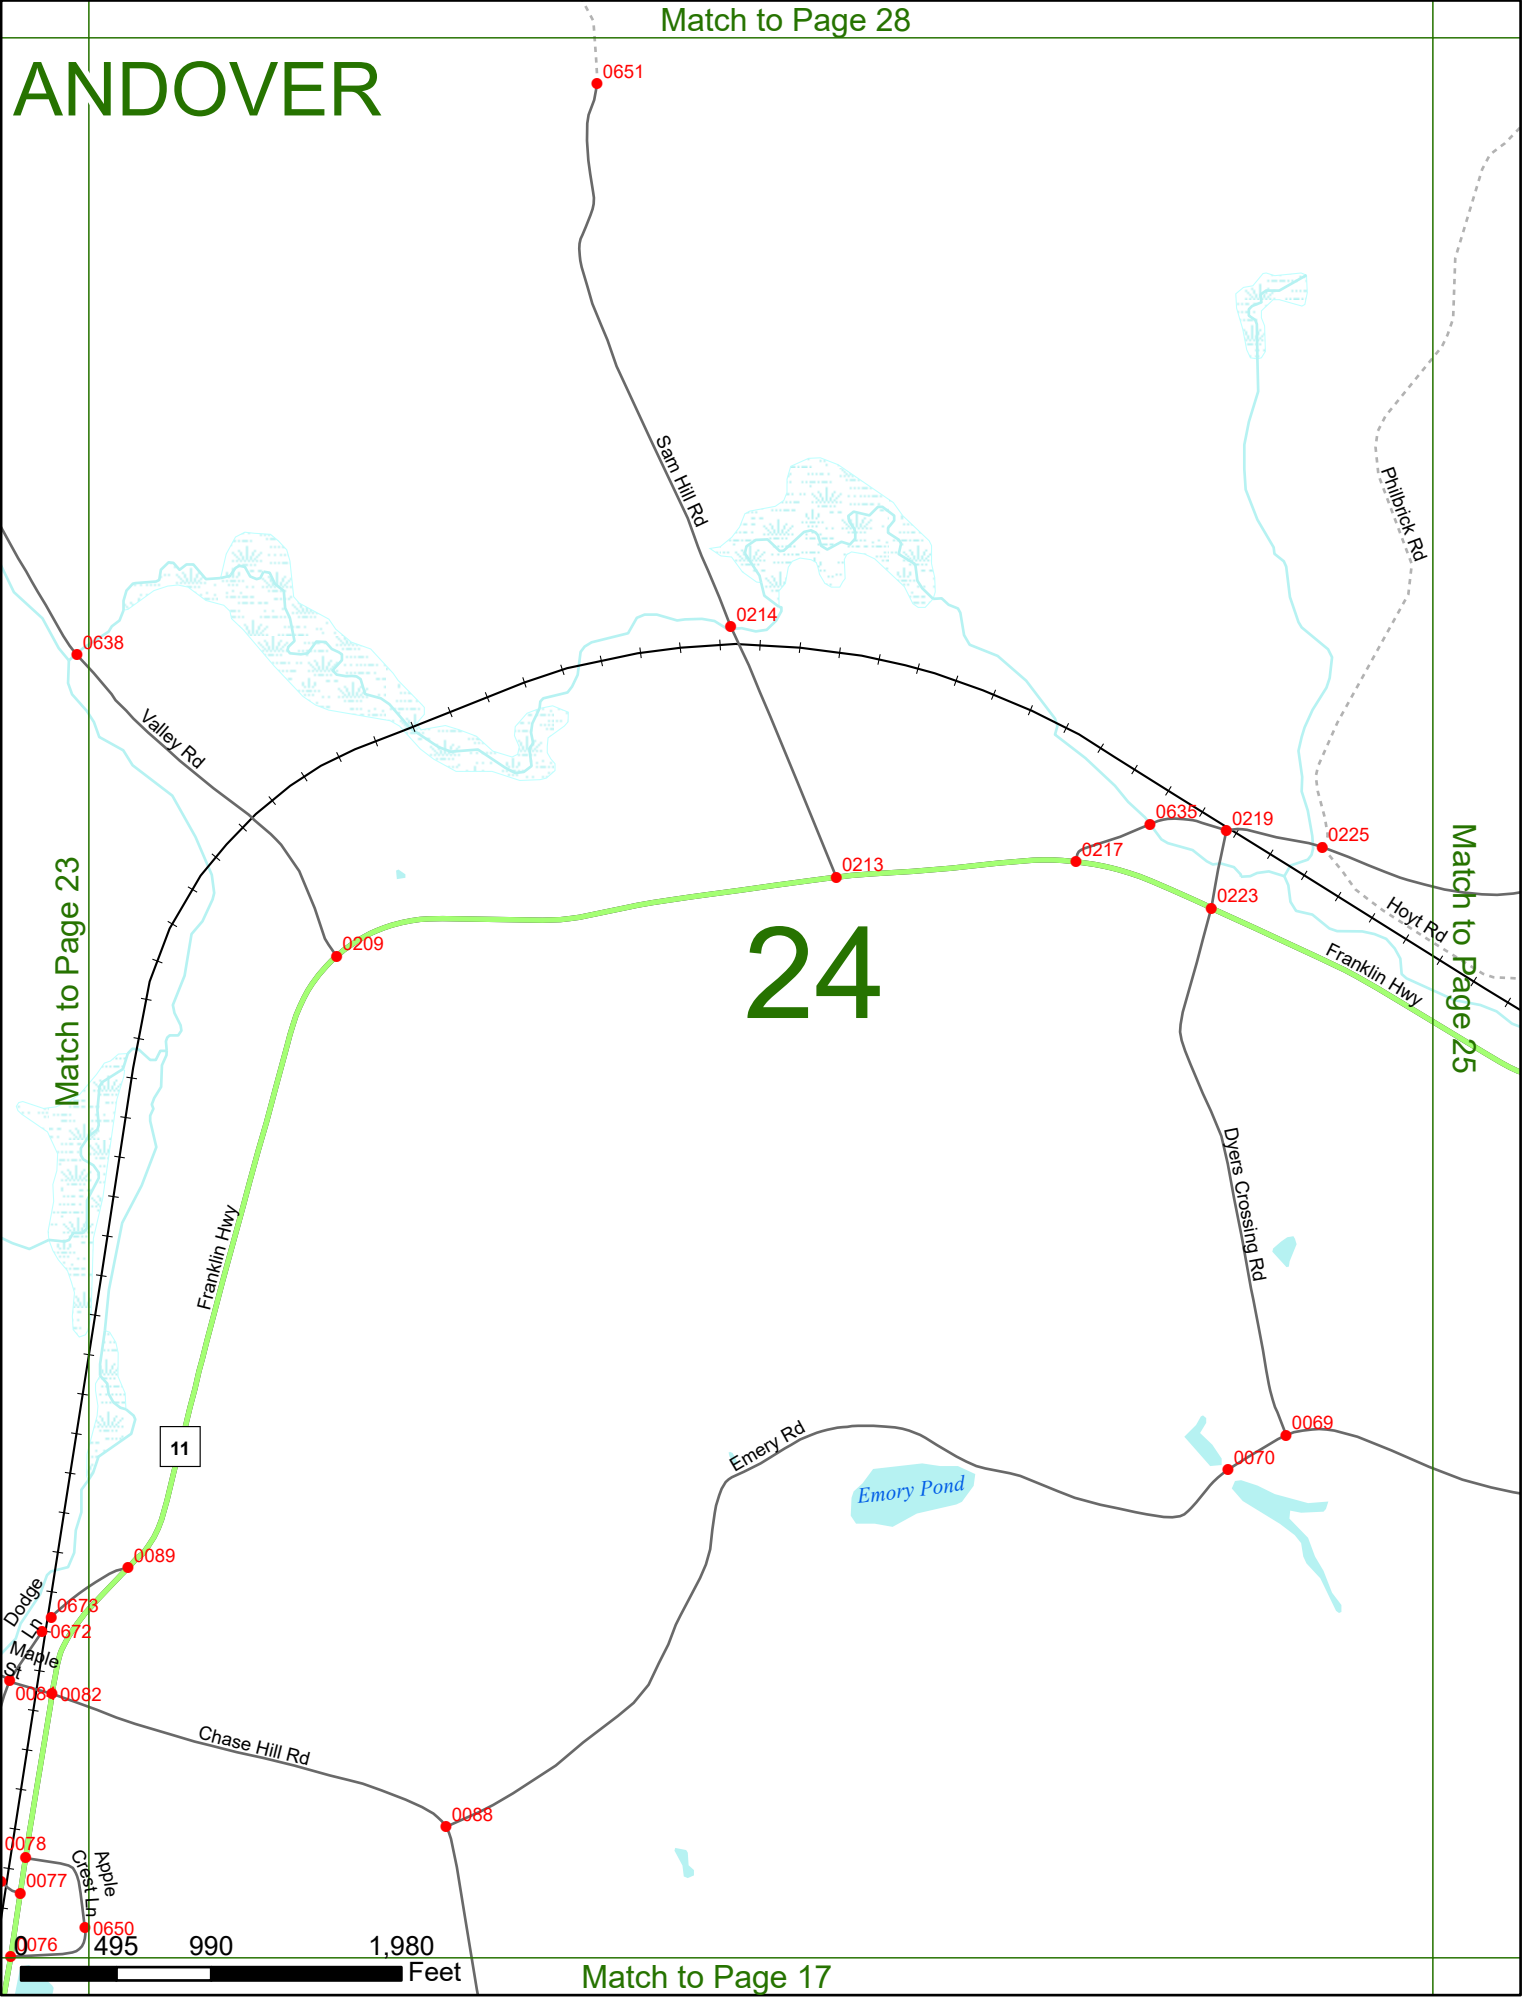 Match to Page 28
ANDOVER
0651
Sam Hill Rd
Philbrick Rd
0214
0638
Valley Rd
0635
0219
0225
0217
0213
0223
0209
Hoyt Rd
Franklin Hwy
Match to Page 23
Match to Page 25
24
Dyers Crossing Rd
Franklin Hwy
11
Emery Rd
Emory Pond
0069
0070
0089
Dodge
Ln
0673
0672
Maple
St
0082
Chase Hill Rd
0088
0078
Apple
Crest Ln
0077
0650
0076
0 495 990 1,980
Feet
Match to Page 17